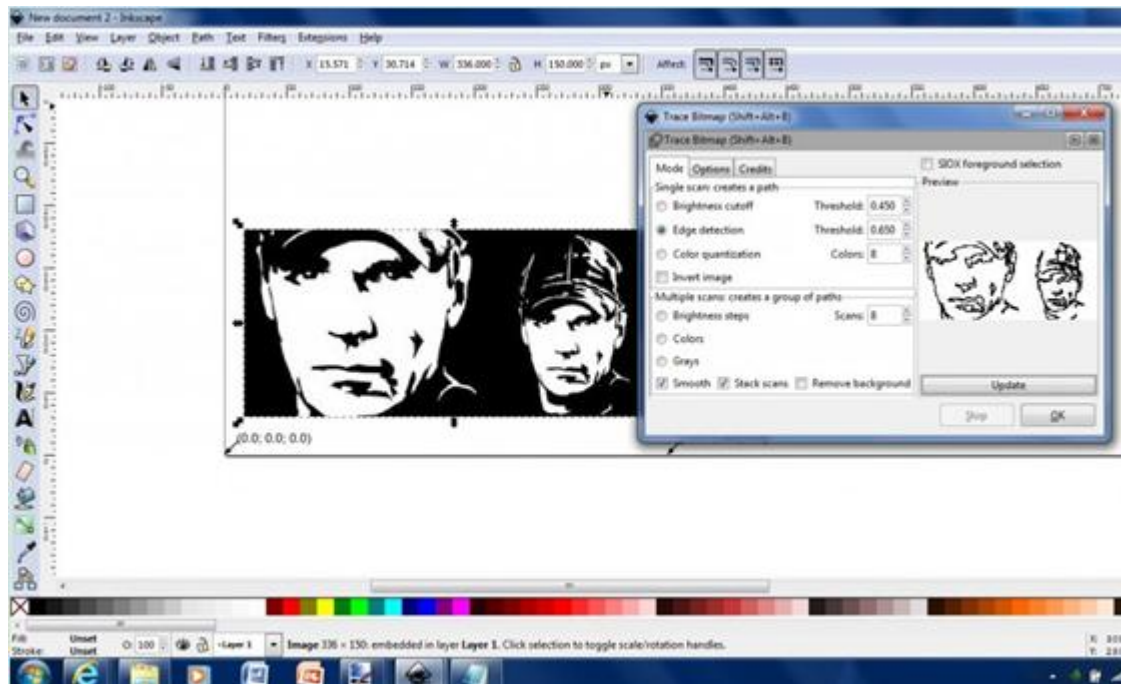 New document 2 - Inkscape
File Edit View Layer Object Path Text Filters Extensions Help
X 15.571 Y 30.714 W 336.000 H 150.000 px Affect:
Trace Bitmap (Shift+Alt+B)
Trace Bitmap (Shift+Alt+B)
Mode Options Credits
SIOX foreground selection
Single scan: creates a path
Preview
Brightness cutoff Threshold: 0.450
Edge detection Threshold: 0.650
Color quantization Colors: 8
Invert image
Multiple scans: creates a group of paths
Brightness steps Scans: 8
Colors
Grays
Smooth Stack scans Remove background
Update
Stop OK
(0.0; 0.0; 0.0)
Fill: Unset
Stroke: Unset
O: 100
Layer 1
Image 336 × 150: embedded in layer Layer 1. Click selection to toggle scale/rotation handles.
X:
Y: